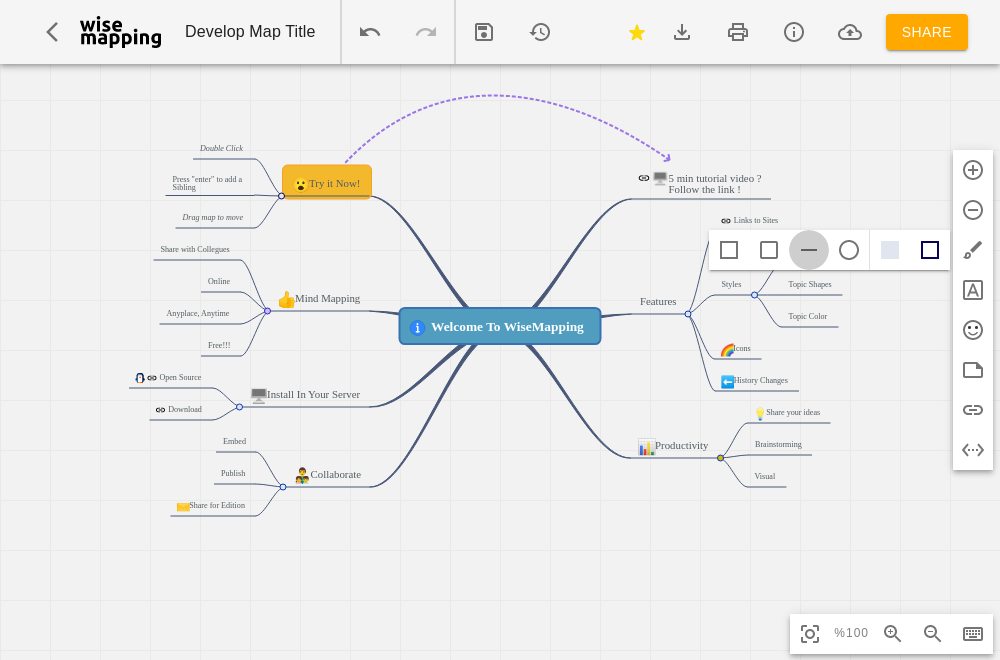 wise
mapping
Develop Map Title
SHARE
Double Click
Press "enter" to add a
Sibling
Drag map to move
Try it Now!
5 min tutorial video ?
Follow the link !
Links to Sites
Share with Collegues
Online
Anyplace, Anytime
Free!!!
Mind Mapping
Welcome To WiseMapping
Features
Styles
Topic Shapes
Topic Color
Icons
History Changes
Open Source
Download
Install In Your Server
Embed
Publish
Share for Edition
Collaborate
Productivity
Share your ideas
Brainstorming
Visual
%100